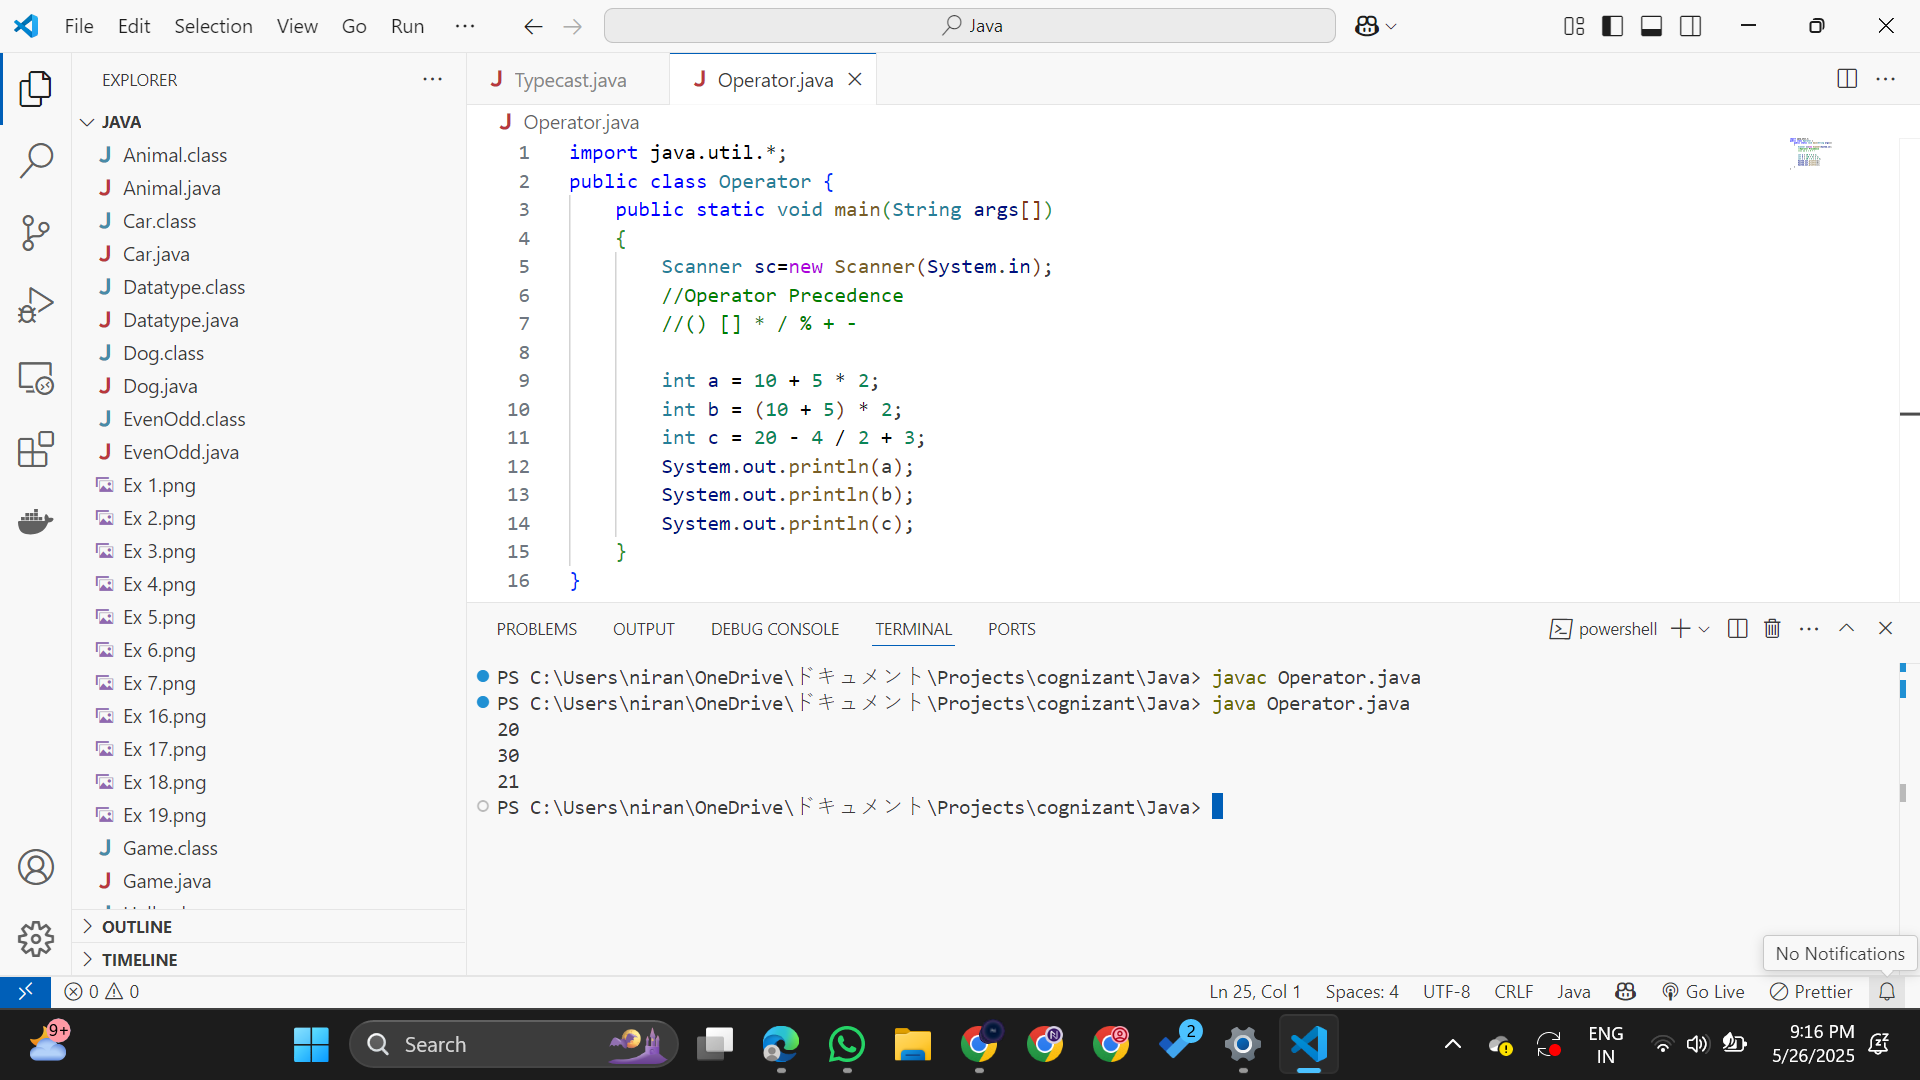 File Edit Selection View Go Run ···
Java
EXPLORER ···
JAVA
J Animal.class
J Animal.java
J Car.class
J Car.java
J Datatype.class
J Datatype.java
J Dog.class
J Dog.java
J EvenOdd.class
J EvenOdd.java
Ex 1.png
Ex 2.png
Ex 3.png
Ex 4.png
Ex 5.png
Ex 6.png
Ex 7.png
Ex 16.png
Ex 17.png
Ex 18.png
Ex 19.png
J Game.class
J Game.java
OUTLINE
TIMELINE
J Typecast.java J Operator.java
J Operator.java
1 import java.util.*;
2 public class Operator {
3 public static void main(String args[])
4 {
5 Scanner sc=new Scanner(System.in);
6 //Operator Precedence
7 //() [] * / % + -
8
9 int a = 10 + 5 * 2;
10 int b = (10 + 5) * 2;
11 int c = 20 - 4 / 2 + 3;
12 System.out.println(a);
13 System.out.println(b);
14 System.out.println(c);
15 }
16 }
PROBLEMS OUTPUT DEBUG CONSOLE TERMINAL PORTS powershell
PS C:\Users\niran\OneDrive\ドキュメント\Projects\cognizant\Java> javac Operator.java
PS C:\Users\niran\OneDrive\ドキュメント\Projects\cognizant\Java> java Operator.java
20
30
21
PS C:\Users\niran\OneDrive\ドキュメント\Projects\cognizant\Java>
No Notifications
0 0 Ln 25, Col 1 Spaces: 4 UTF-8 CRLF Java Go Live Prettier
9+ Search 2 ENG IN 9:16 PM
5/26/2025